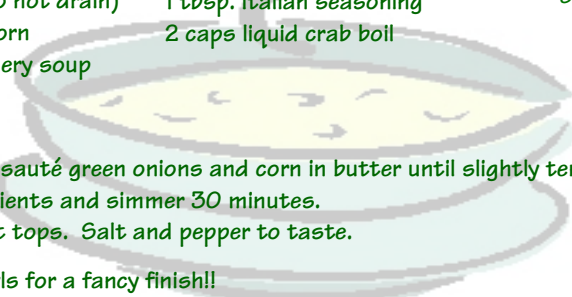 not drain) 1 tbsp. Italian seasoning
orn 2 caps liquid crab boil
ery soup
sauté green onions and corn in butter until slightly te
ients and simmer 30 minutes.
t tops. Salt and pepper to taste.
ls for a fancy finish!!